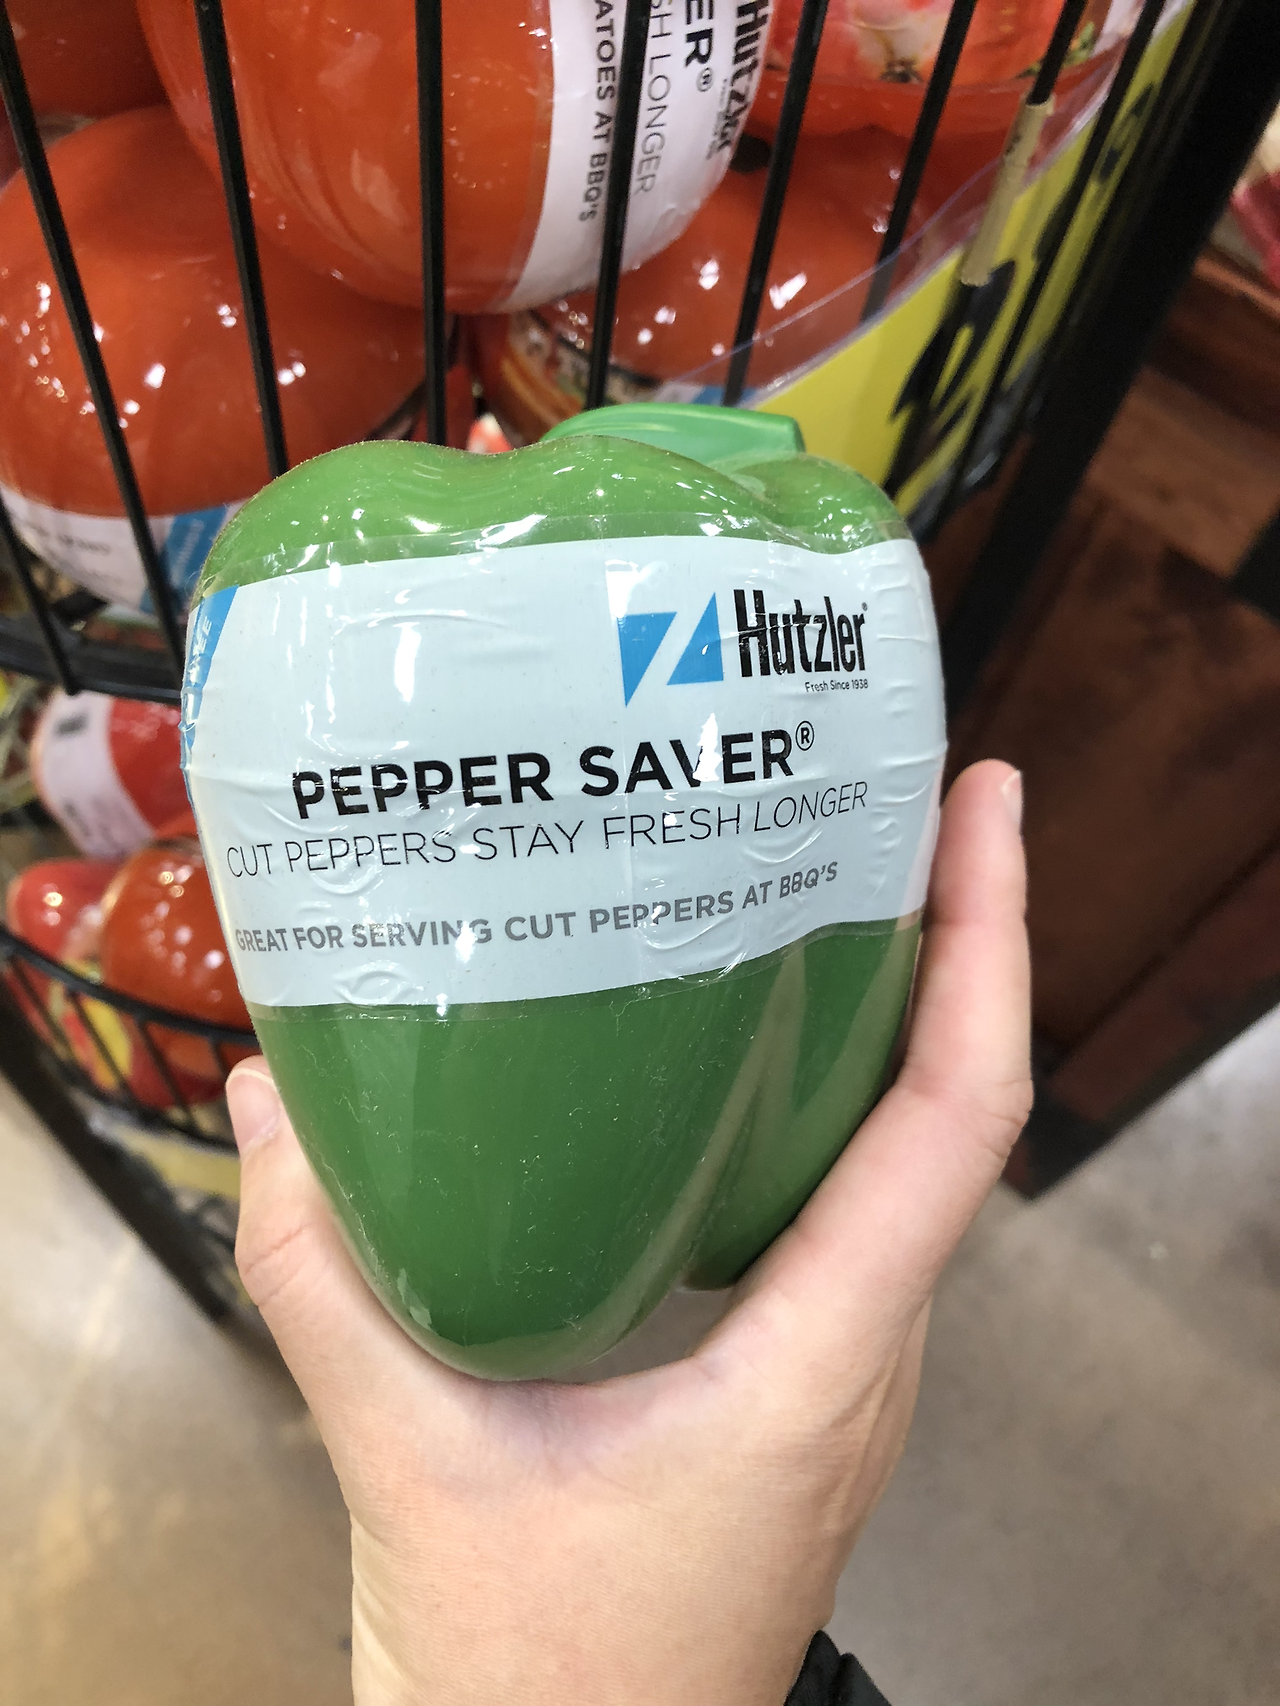 ER®
SH LONGER
ATOES AT BBQ'S
Hutzler
Hutzler®
Fresh Since 1938
PEPPER SAVER®
CUT PEPPERS STAY FRESH LONGER
GREAT FOR SERVING CUT PEPPERS AT BBQ'S